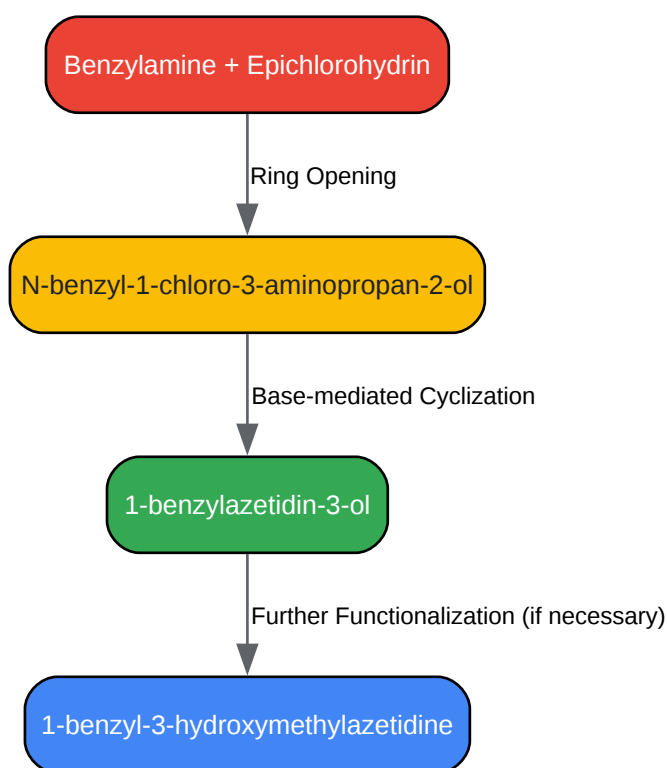 Benzylamine + Epichlorohydrin
Ring Opening
N-benzyl-1-chloro-3-aminopropan-2-ol
Base-mediated Cyclization
1-benzylazetidin-3-ol
Further Functionalization (if necessary)
1-benzyl-3-hydroxymethylazetidine